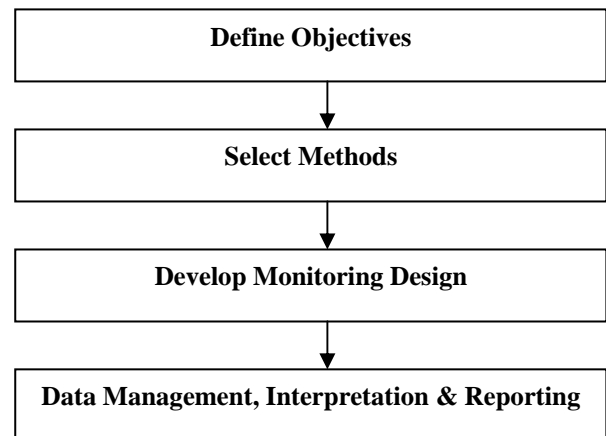 Define Objectives
Select Methods
Develop Monitoring Design
Data Management, Interpretation & Reporting